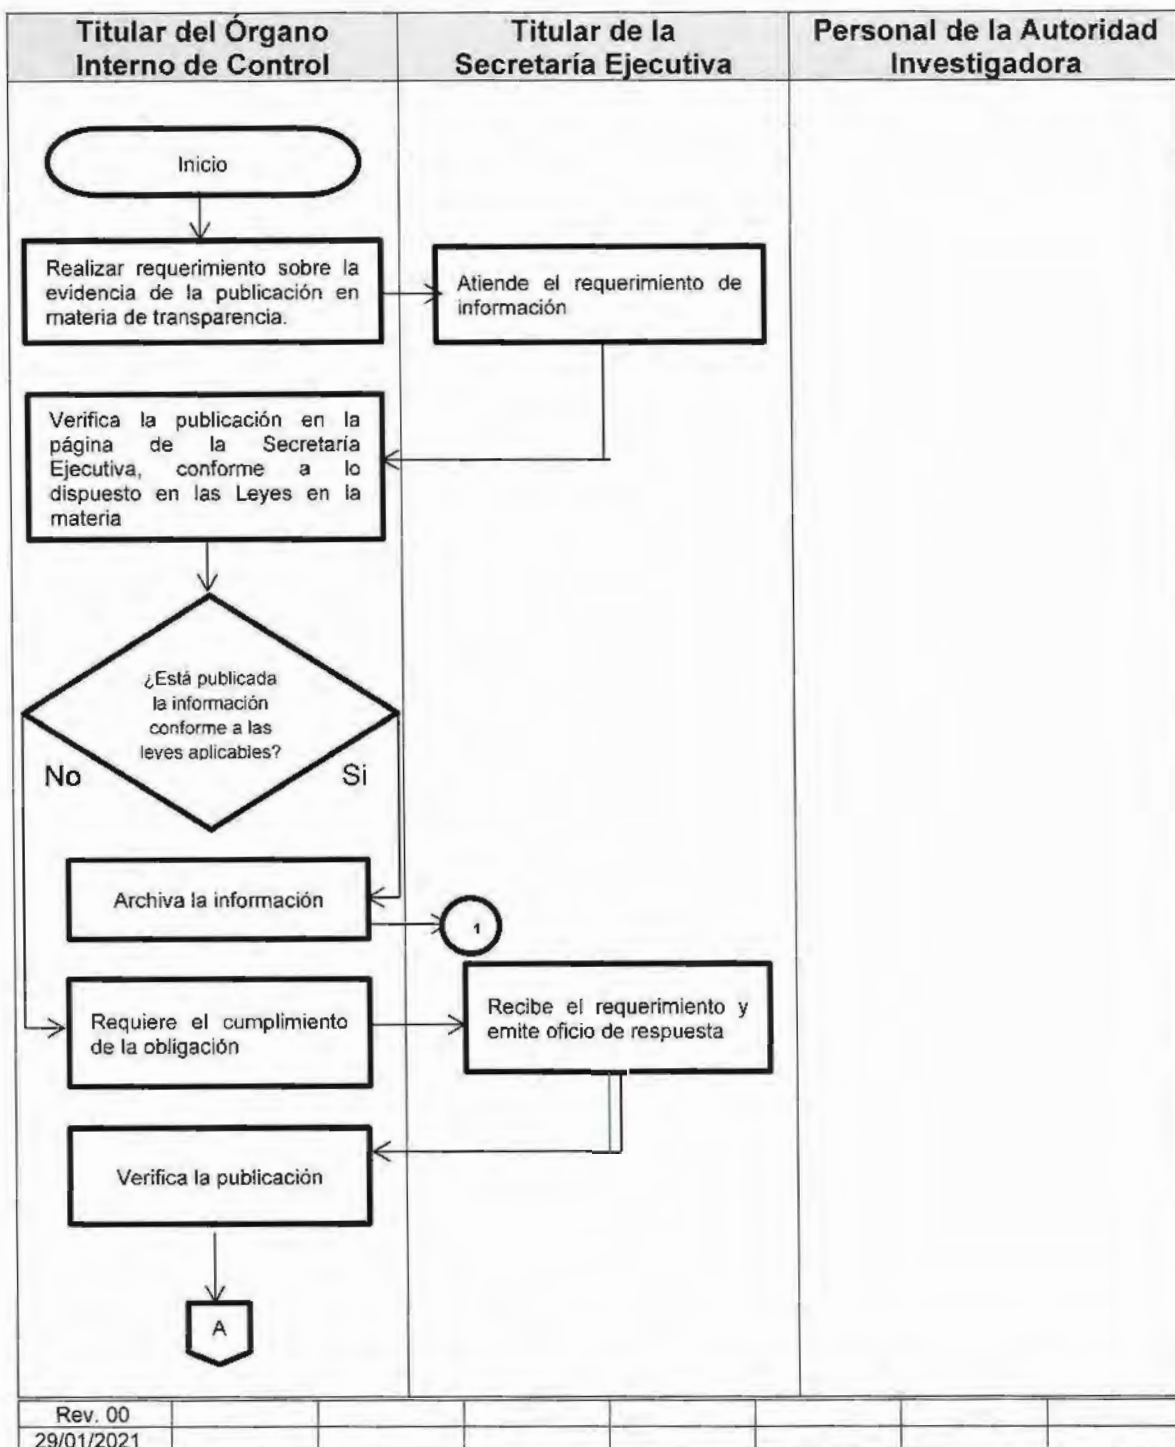 Titular del Órgano
Interno de Control
Titular de la
Secretaría Ejecutiva
Personal de la Autoridad
Investigadora
Inicio
Realizar requerimiento sobre la
evidencia de la publicación en
materia de transparencia.
Atiende el requerimiento de
información
Verifica la publicación en la
página de la Secretaría
Ejecutiva, conforme a lo
dispuesto en las Leyes en la
materia
¿Está publicada
la información
conforme a las
leyes aplicables?
No
Si
Archiva la información
1
Requiere el cumplimiento
de la obligación
Recibe el requerimiento y
emite oficio de respuesta
Verifica la publicación
A
Rev. 00
29/01/2021